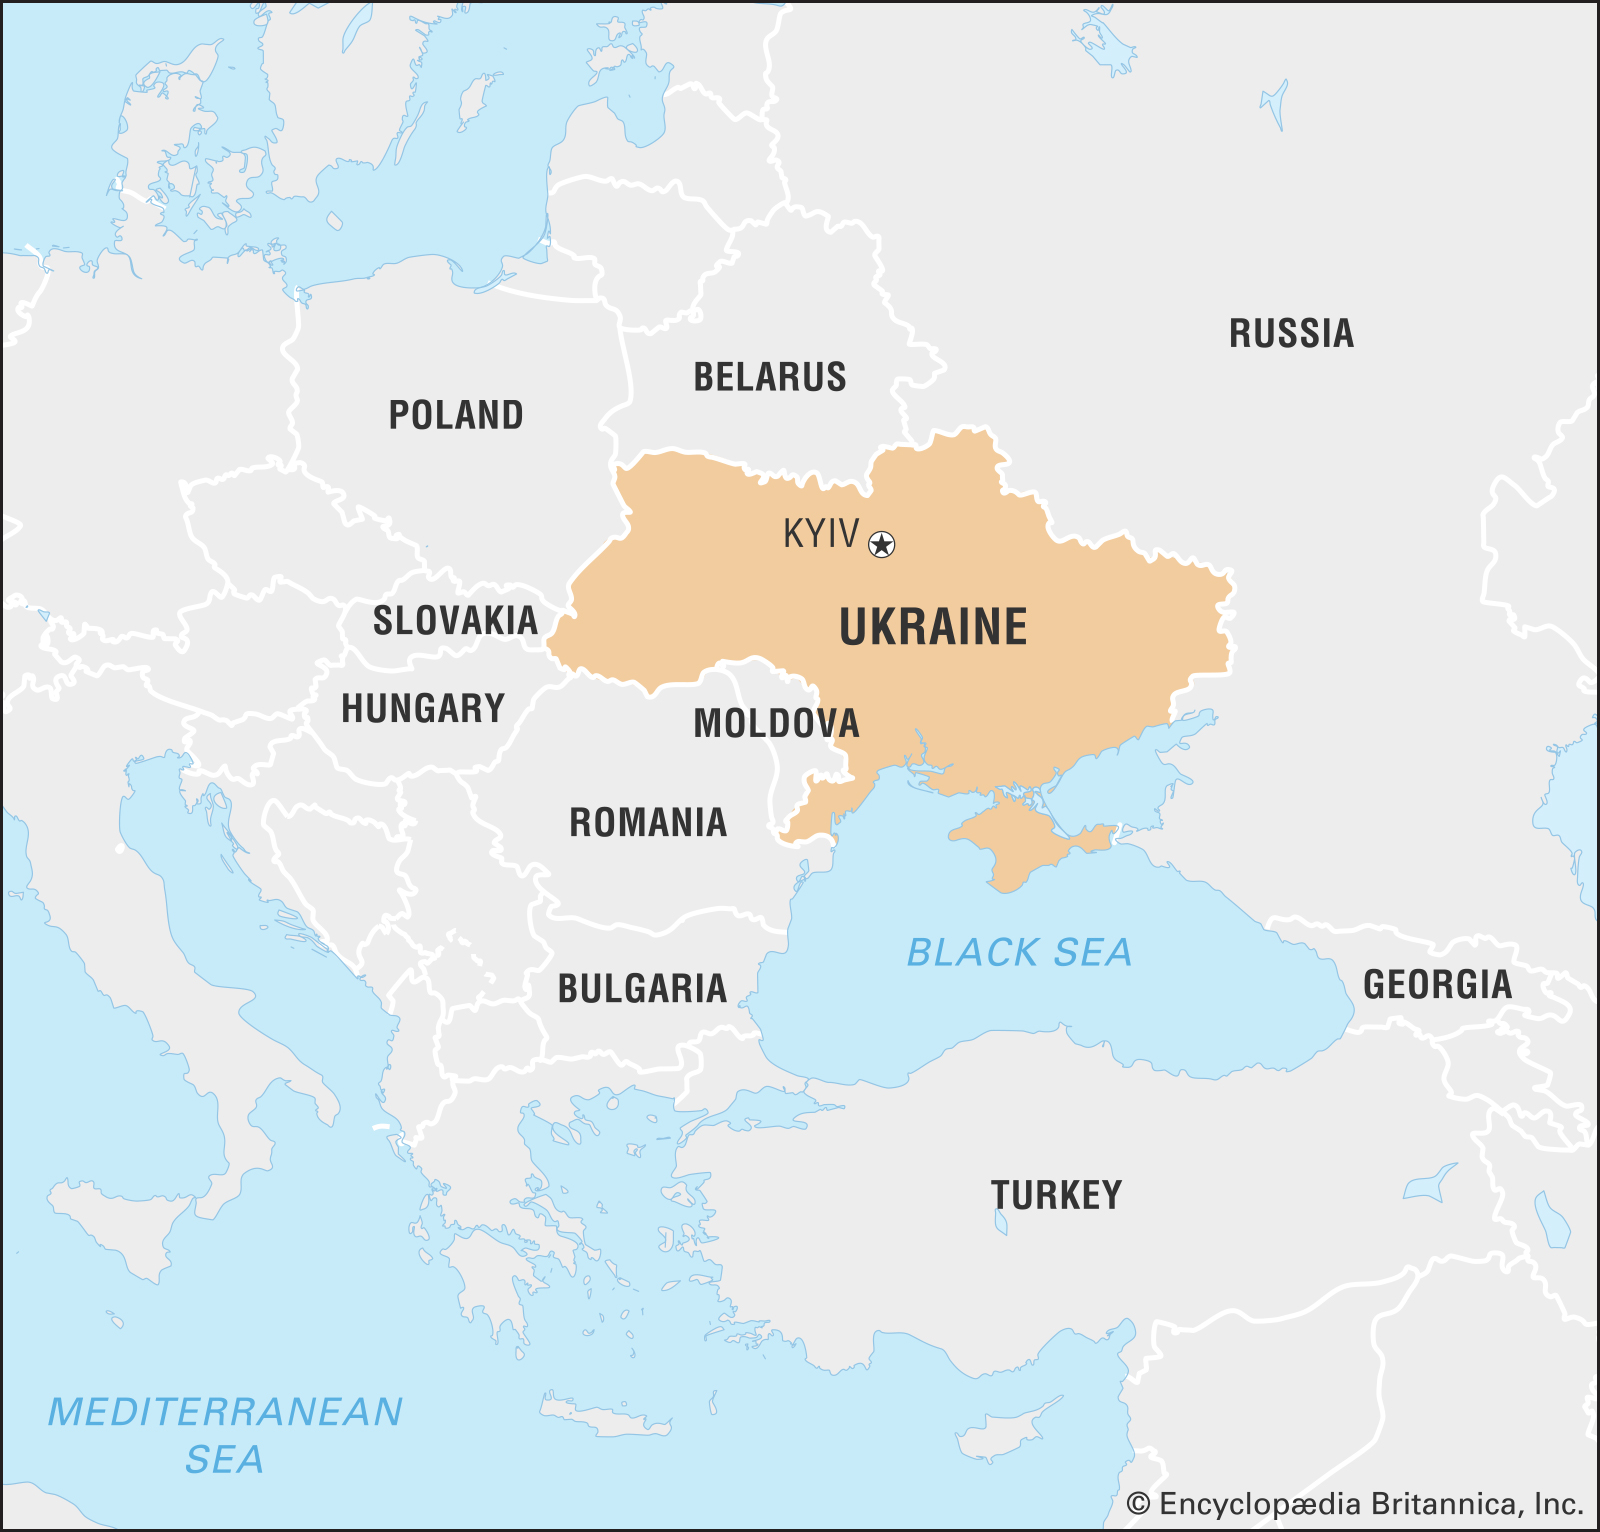 RUSSIA
BELARUS
POLAND
KYIV
UKRAINE
SLOVAKIA
HUNGARY
MOLDOVA
ROMANIA
BLACK SEA
BULGARIA
GEORGIA
TURKEY
MEDITERRANEAN
SEA
© Encyclopædia Britannica, Inc.